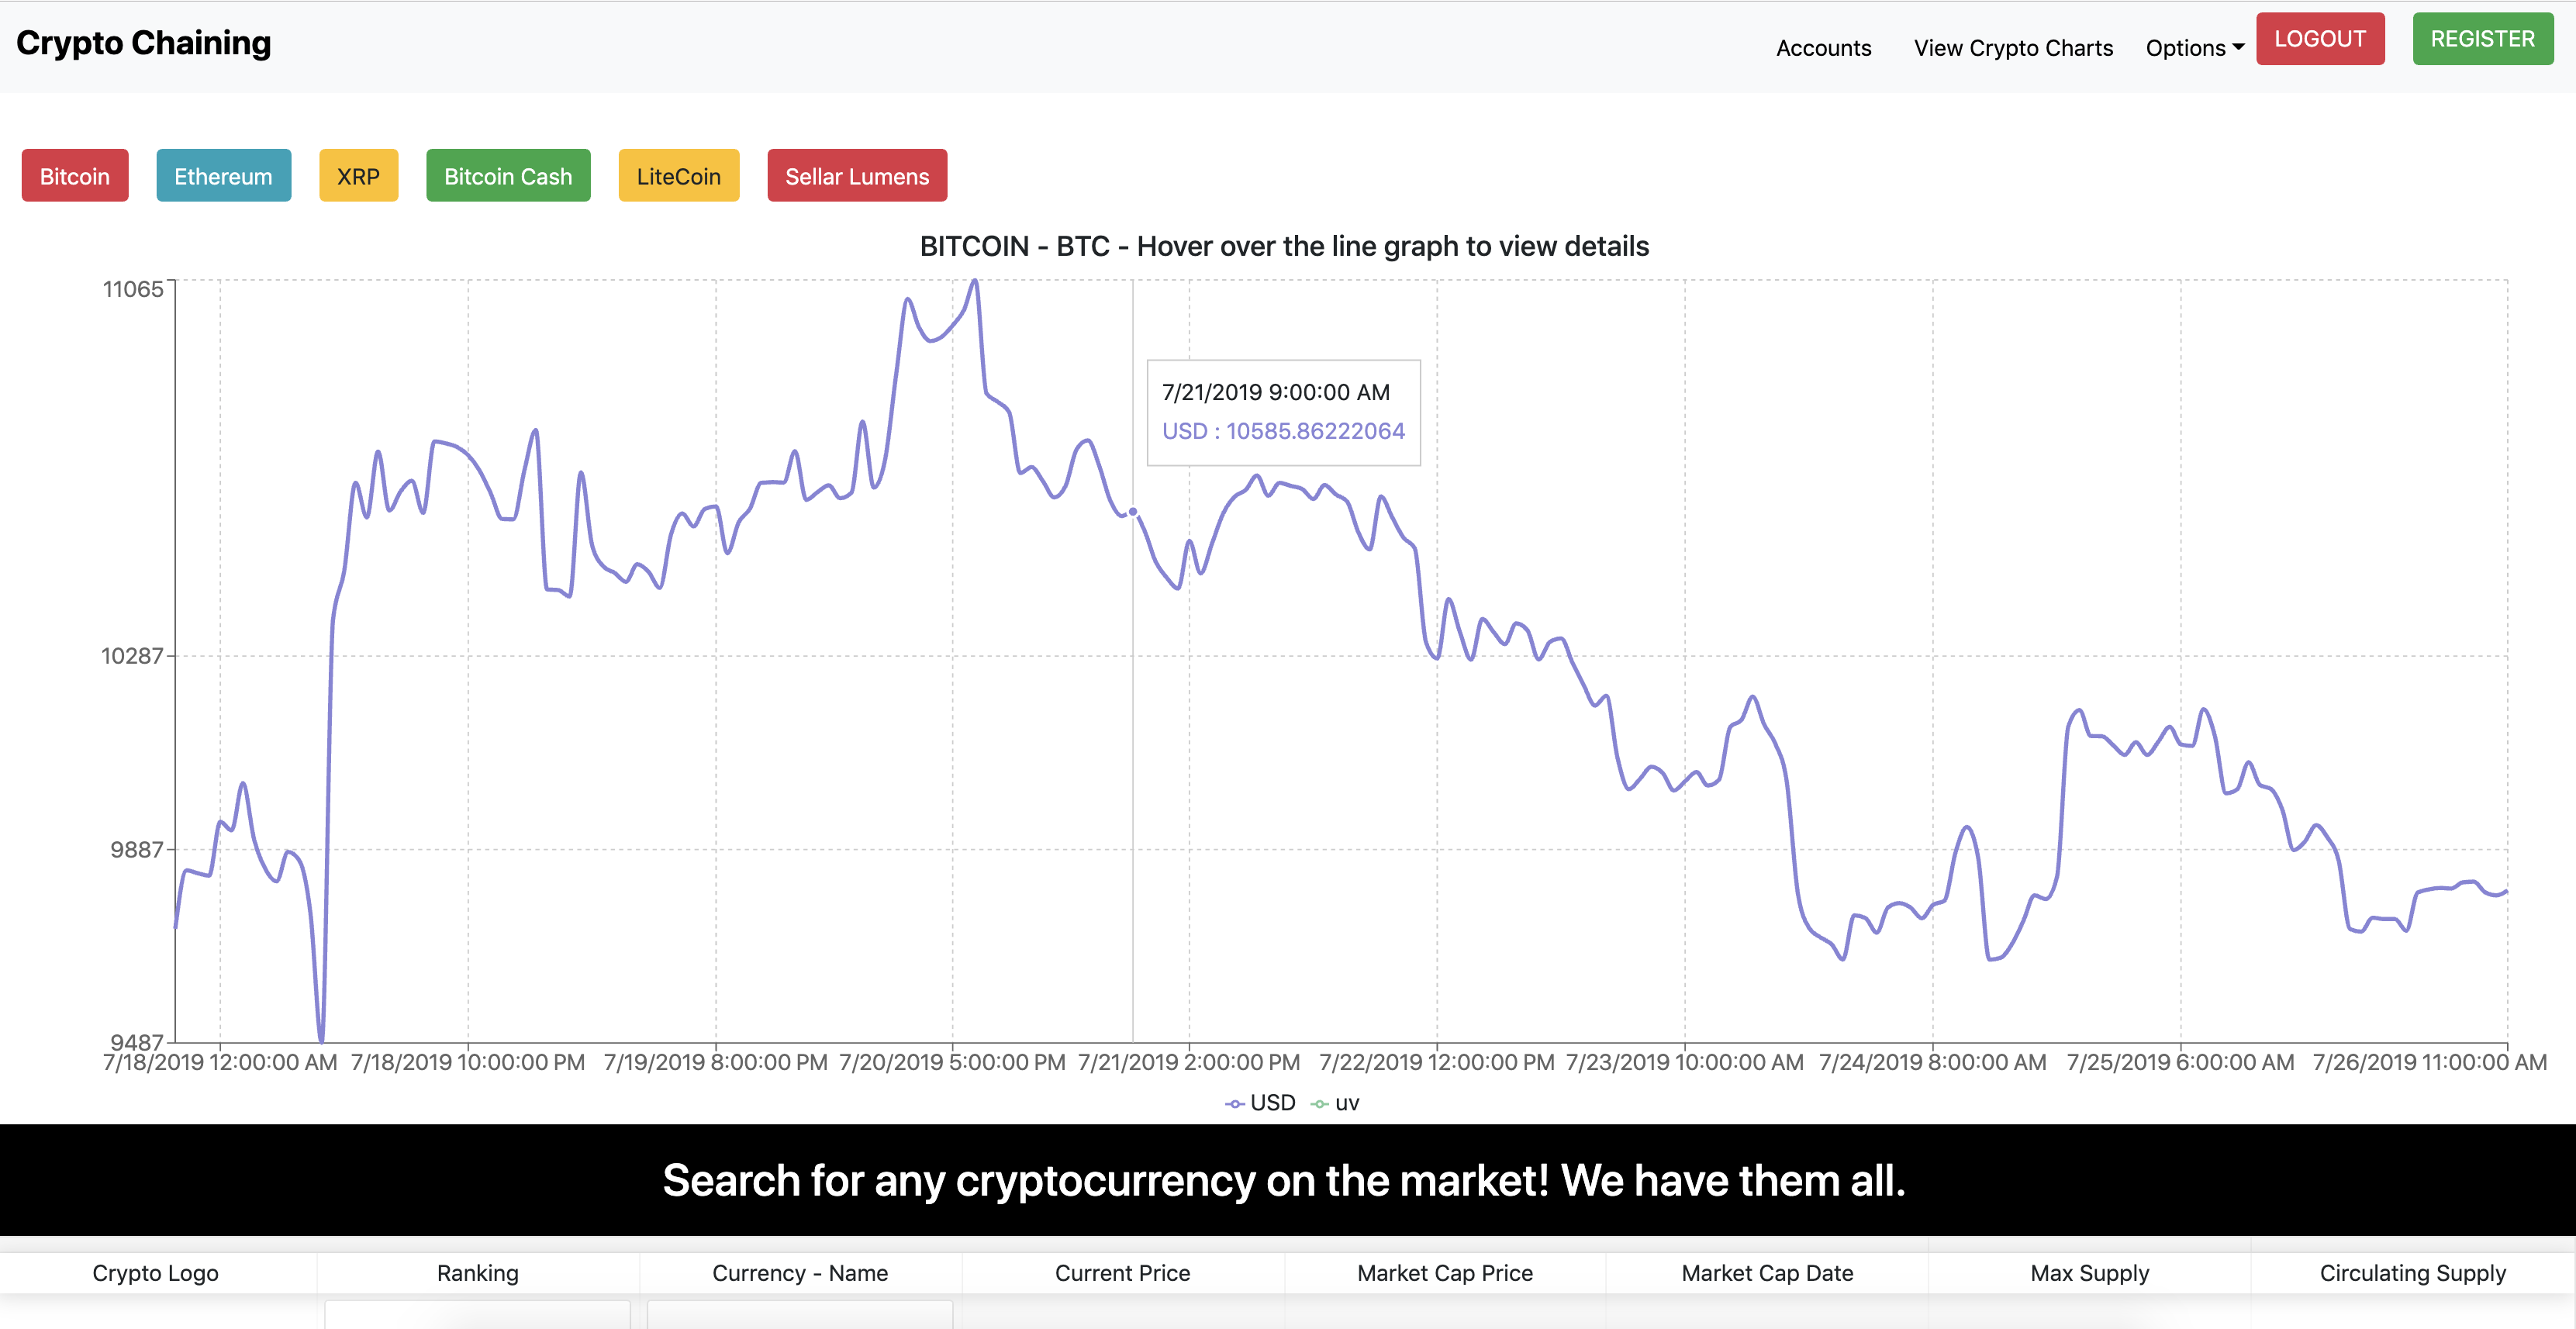 Crypto Chaining
Accounts View Crypto Charts Options LOGOUT REGISTER
Bitcoin Ethereum XRP Bitcoin Cash LiteCoin Sellar Lumens
BITCOIN - BTC - Hover over the line graph to view details
11065
7/21/2019 9:00:00 AM
USD : 10585.86222064
10287
9887
9487
7/18/2019 12:00:00 AM 7/18/2019 10:00:00 PM 7/19/2019 8:00:00 PM 7/20/2019 5:00:00 PM 7/21/2019 2:00:00 PM 7/22/2019 12:00:00 PM 7/23/2019 10:00:00 AM 7/24/2019 8:00:00 AM 7/25/2019 6:00:00 AM 7/26/2019 11:00:00 AM
USD uv
Search for any cryptocurrency on the market! We have them all.
Crypto Logo Ranking Currency - Name Current Price Market Cap Price Market Cap Date Max Supply Circulating Supply